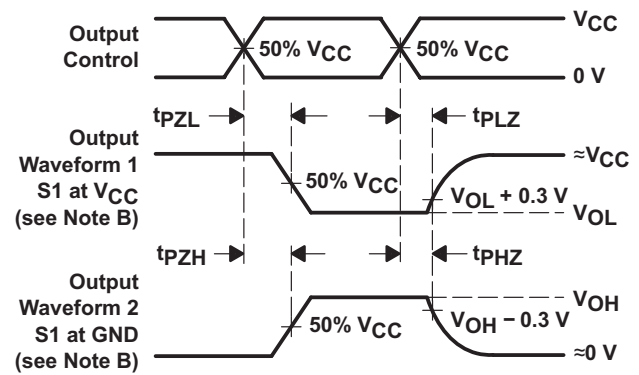 Output
Control
50% VCC
50% VCC
VCC
0 V
tPZL
tPLZ
Output
Waveform 1
S1 at VCC
(see Note B)
50% VCC
≈VCC
VOL + 0.3 V
VOL
tPZH
tPHZ
Output
Waveform 2
S1 at GND
(see Note B)
50% VCC
VOH
VOH − 0.3 V
≈0 V